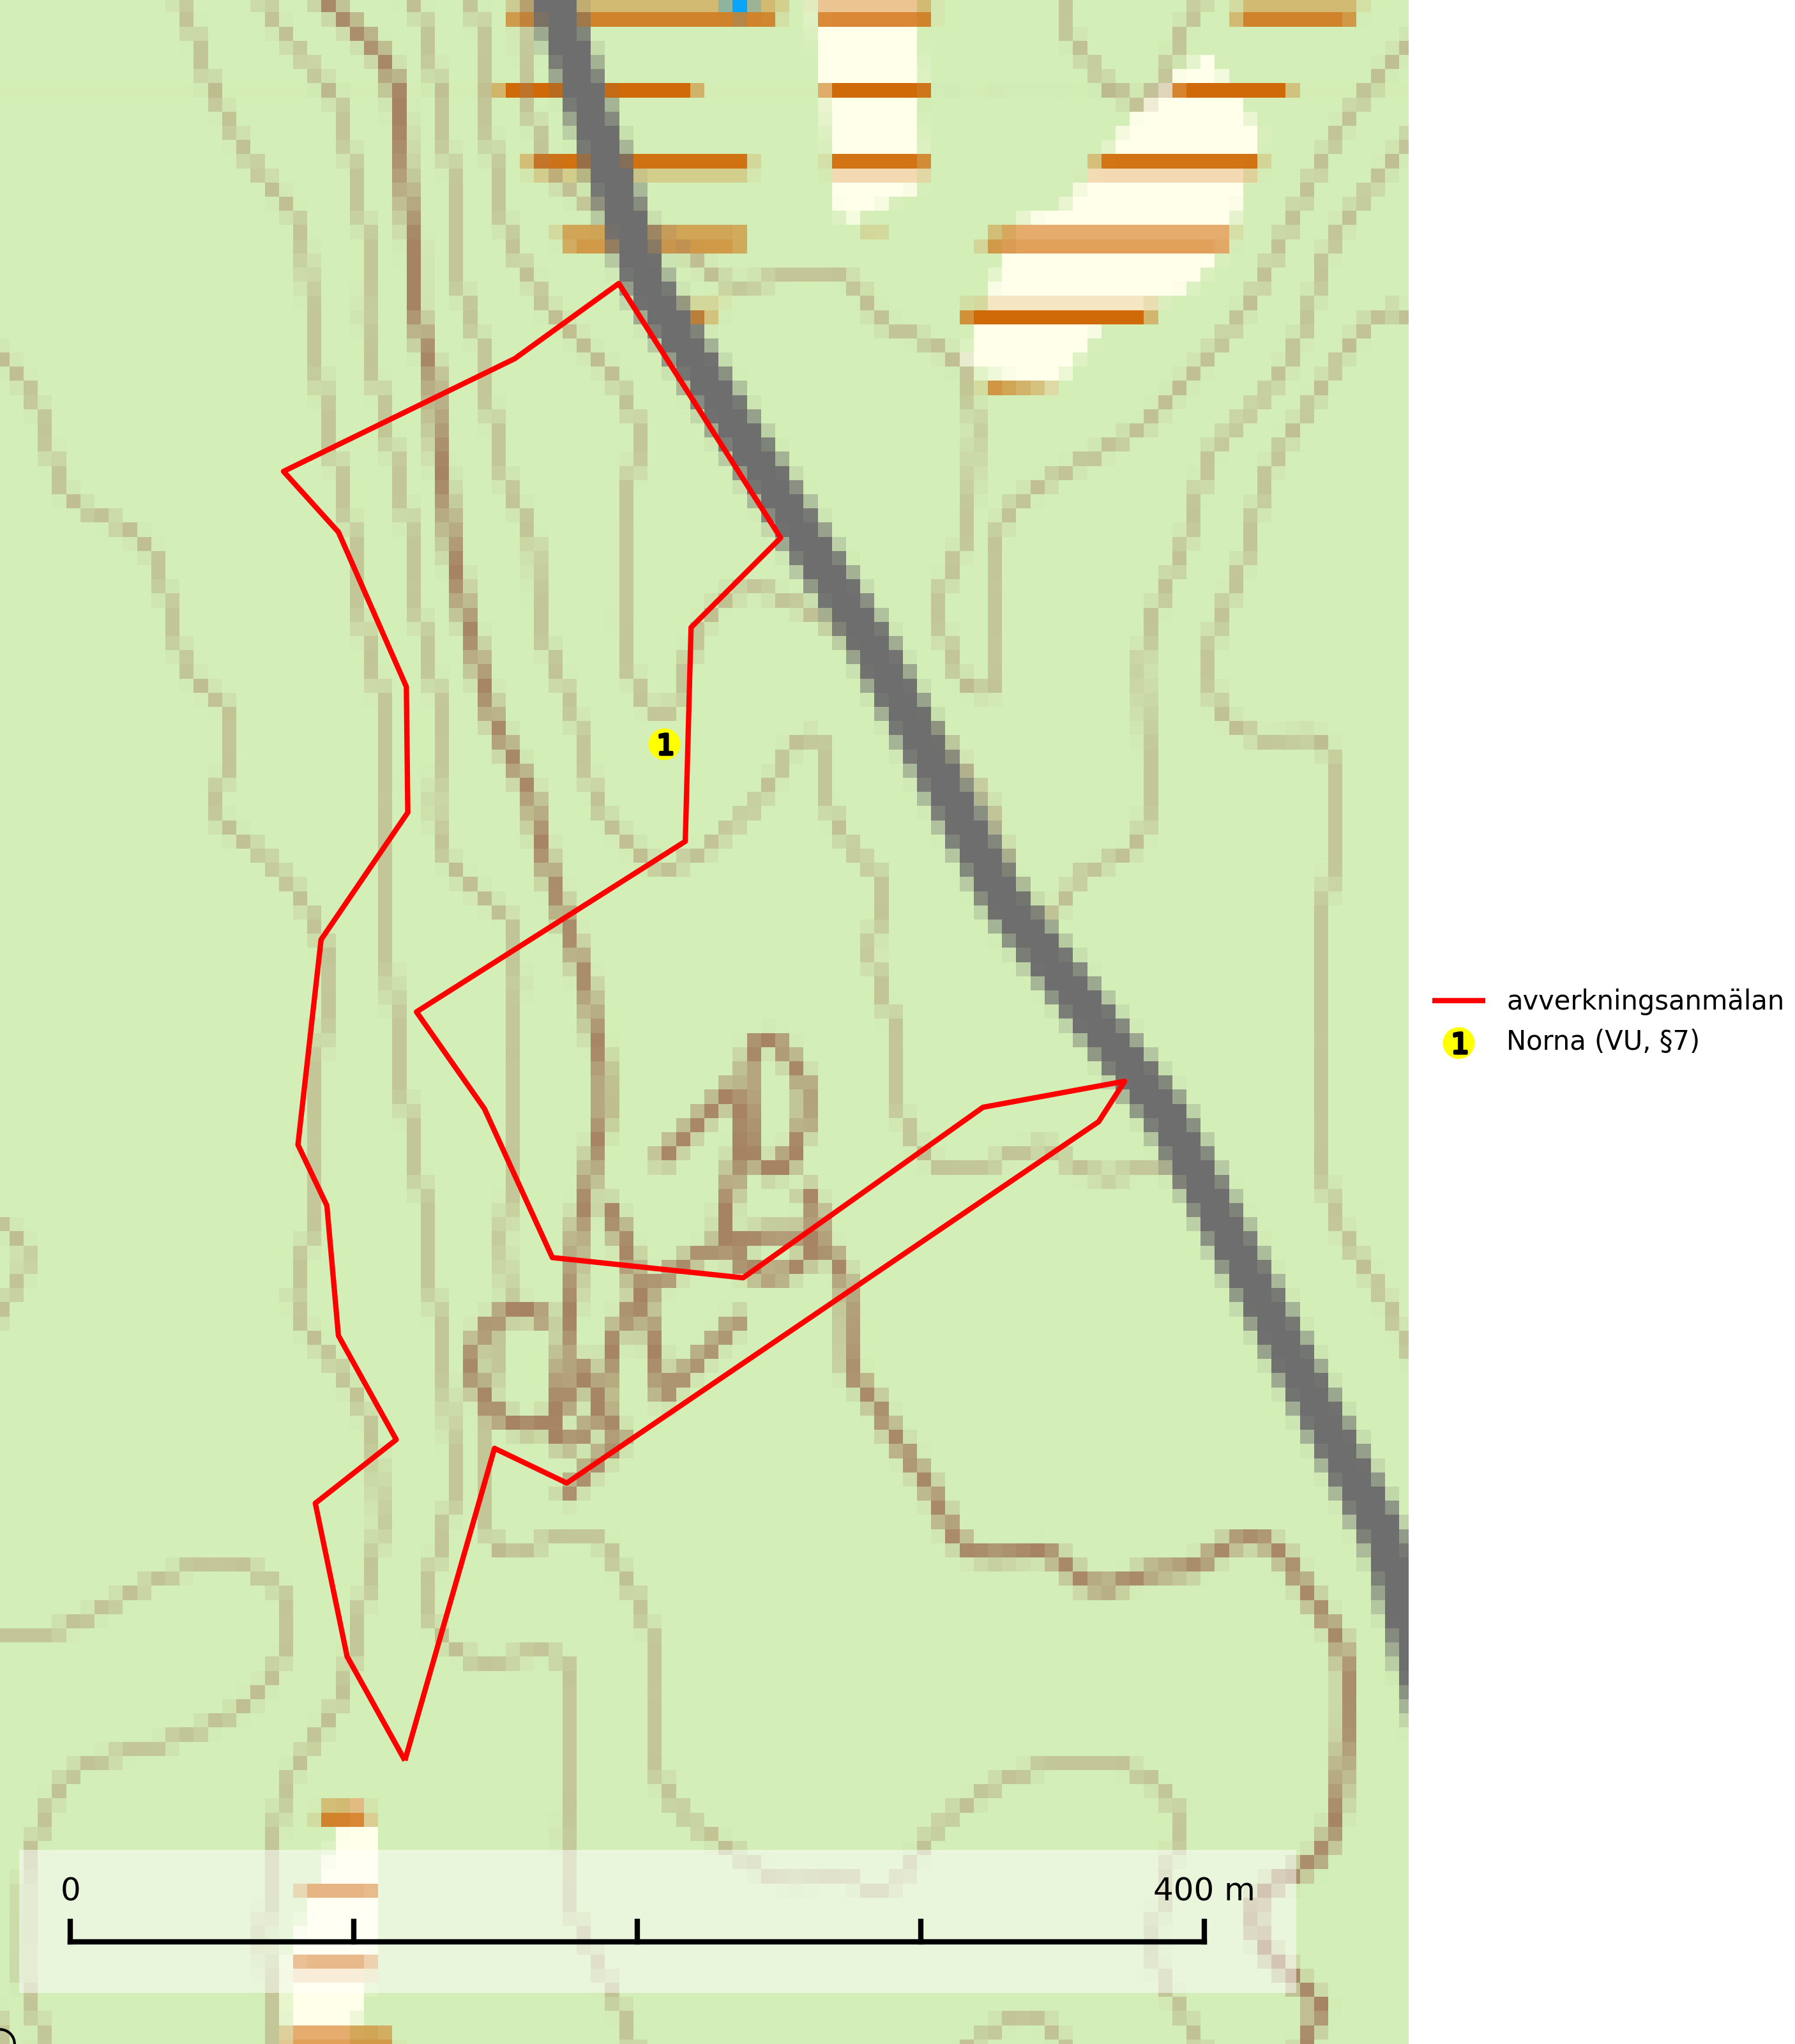 1
avverkningsanmälan
1 Norna (VU, §7)
0 400 m